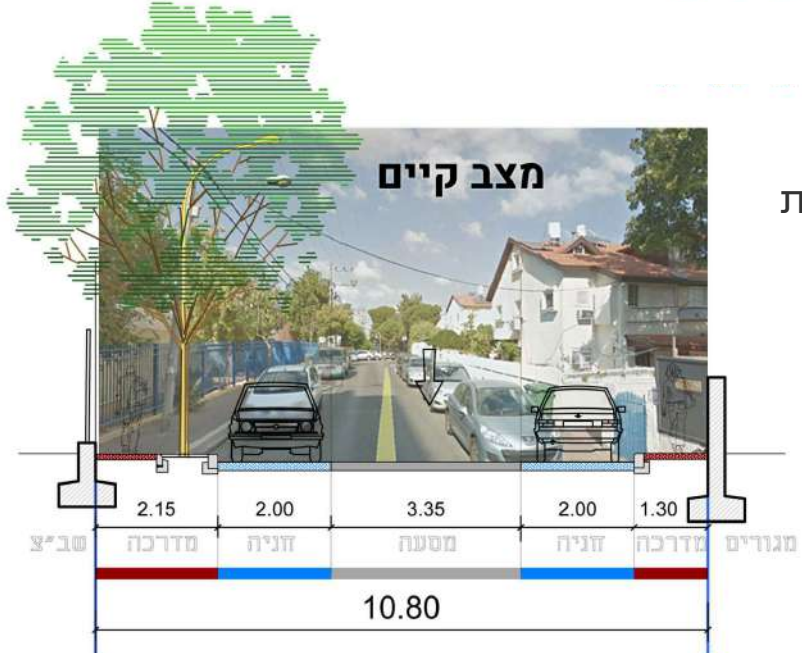 מצב קיים
ת
2.15 2.00 3.35 2.00 1.30
שב"צ מדרכה חניה מסעה חניה מדרכה מגורים
10.80